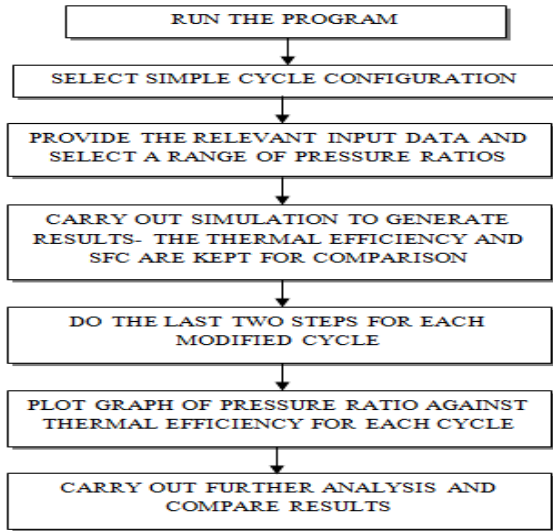 RUN THE PROGRAM
SELECT SIMPLE CYCLE CONFIGURATION
PROVIDE THE RELEVANT INPUT DATA AND
SELECT A RANGE OF PRESSURE RATIOS
CARRY OUT SIMULATION TO GENERATE
RESULTS- THE THERMAL EFFICIENCY AND
SFC ARE KEPT FOR COMPARISON
DO THE LAST TWO STEPS FOR EACH
MODIFIED CYCLE
PLOT GRAPH OF PRESSURE RATIO AGAINST
THERMAL EFFICIENCY FOR EACH CYCLE
CARRY OUT FURTHER ANALYSIS AND
COMPARE RESULTS